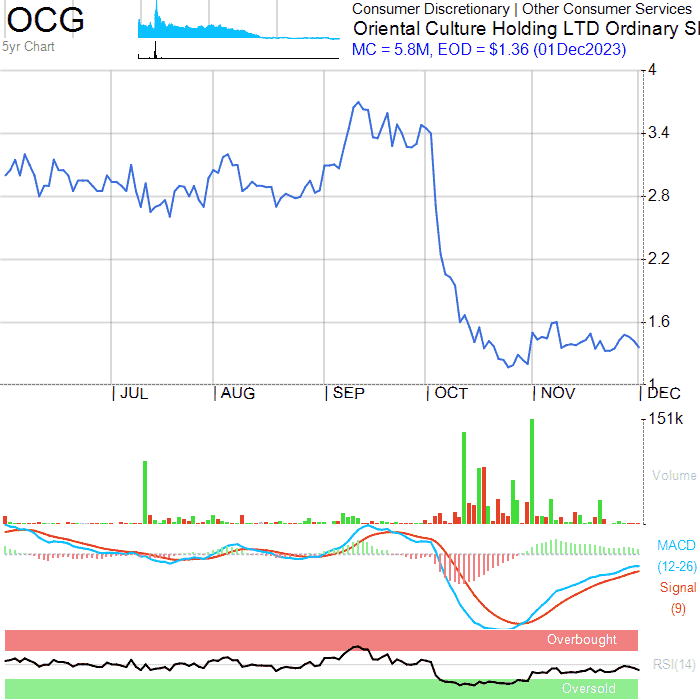 OCG
5yr Chart
Consumer Discretionary | Other Consumer Services
Oriental Culture Holding LTD Ordinary
MC = 5.8M, EOD = $1.36 (01Dec2023)
4
3.4
2.8
2.2
1.6
1
JUL
AUG
SEP
OCT
NOV
DEC
151k
Volume
MACD
(12-26)
Signal
(9)
Overbought
RSI(14)
Oversold